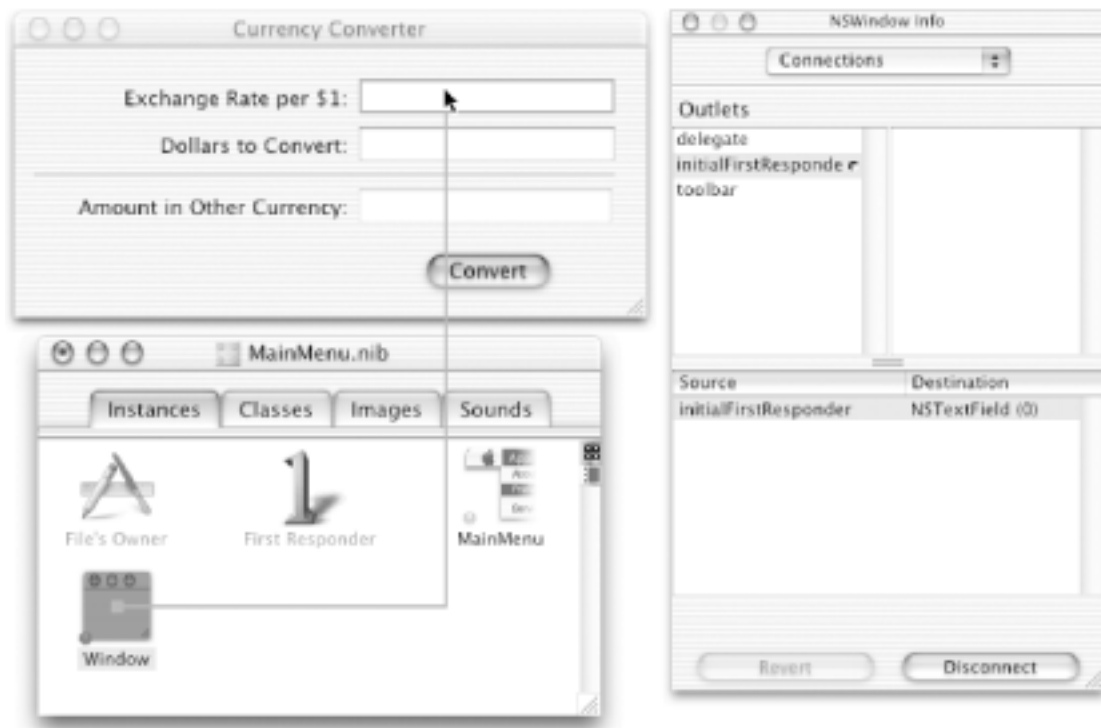 Currency Converter
Exchange Rate per $1:
Dollars to Convert:
Amount in Other Currency:
Convert
MainMenu.nib
Instances
Classes
Images
Sounds
File's Owner
First Responder
MainMenu
Window
NSWindow Info
Connections
Outlets
delegate
initialFirstResponde
toolbar
Source Destination
initialFirstResponder NSTextField (0)
Revert
Disconnect